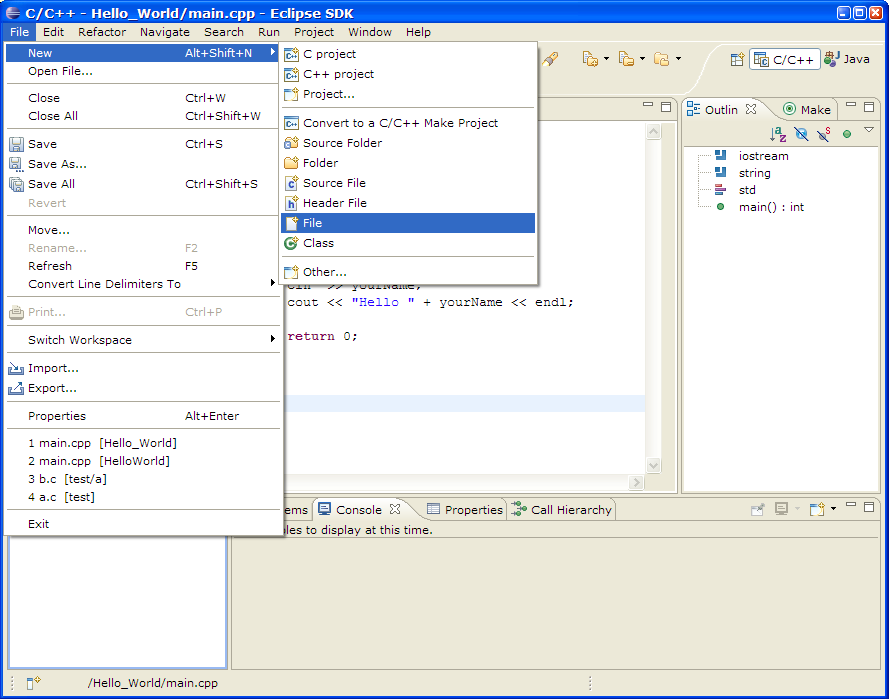 C/C++ - Hello_World/main.cpp - Eclipse SDK
File Edit Refactor Navigate Search Run Project Window Help
New Alt+Shift+N
Open File...
Close Ctrl+W
Close All Ctrl+Shift+W
Save Ctrl+S
Save As...
Save All Ctrl+Shift+S
Revert
Move...
Rename... F2
Refresh F5
Convert Line Delimiters To
Print... Ctrl+P
Switch Workspace
Import...
Export...
Properties Alt+Enter
1 main.cpp [Hello_World]
2 main.cpp [HelloWorld]
3 b.c [test/a]
4 a.c [test]
Exit
C project
C++ project
Project...
Convert to a C/C++ Make Project
Source Folder
Folder
Source File
Header File
File
Class
Other...
C/C++ Java
Outlin Make
iostream
string
std
main() : int
>> yourName;
cout << "Hello " + yourName << endl;
return 0;
ems Console Properties Call Hierarchy
les to display at this time.
/Hello_World/main.cpp